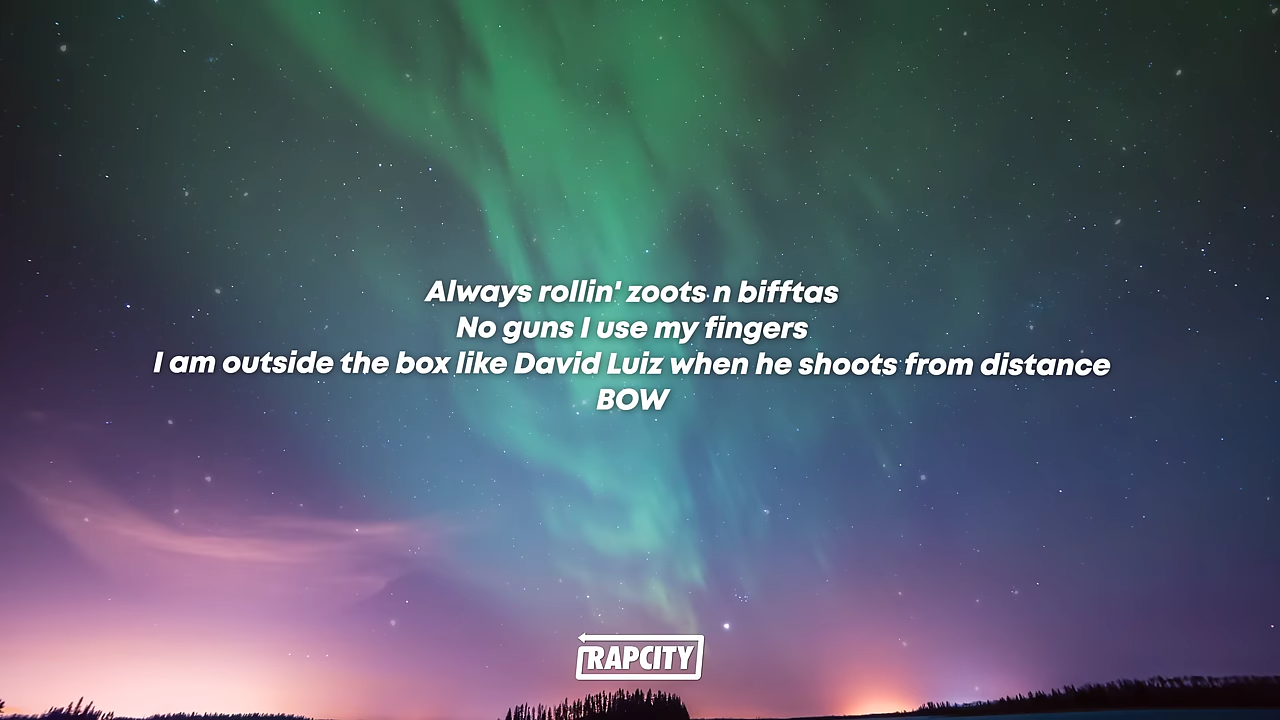 Always rollin' zoots n bifftas
No guns I use my fingers
I am outside the box like David Luiz when he shoots from distance
BOW
RAPCITY